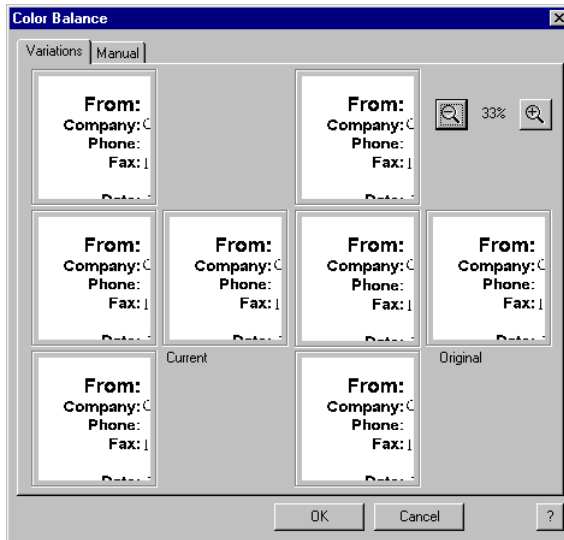 Color Balance
Variations Manual
From:
Company:
Phone:
Fax:
From:
Company:
Phone:
Fax:
33%
From:
Company:
Phone:
Fax:
From:
Company:
Phone:
Fax:
From:
Company:
Phone:
Fax:
From:
Company:
Phone:
Fax:
Current
Original
From:
Company:
Phone:
Fax:
From:
Company:
Phone:
Fax:
OK Cancel ?